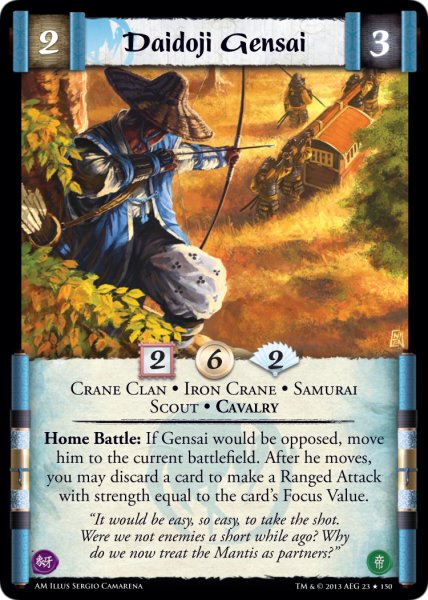 2 Daidoji Gensai 3
2 6 2
Crane Clan • Iron Crane • Samurai
Scout • Cavalry
Home Battle: If Gensai would be opposed, move
him to the current battlefield. After he moves,
you may discard a card to make a Ranged Attack
with strength equal to the card's Focus Value.
“It would be easy, so easy, to take the shot.
Were we not enemies a short while ago? Why
do we now treat the Mantis as partners?”
帝
AM Illus Sergio Camarena TM & © 2013 AEG 23 ★ 150